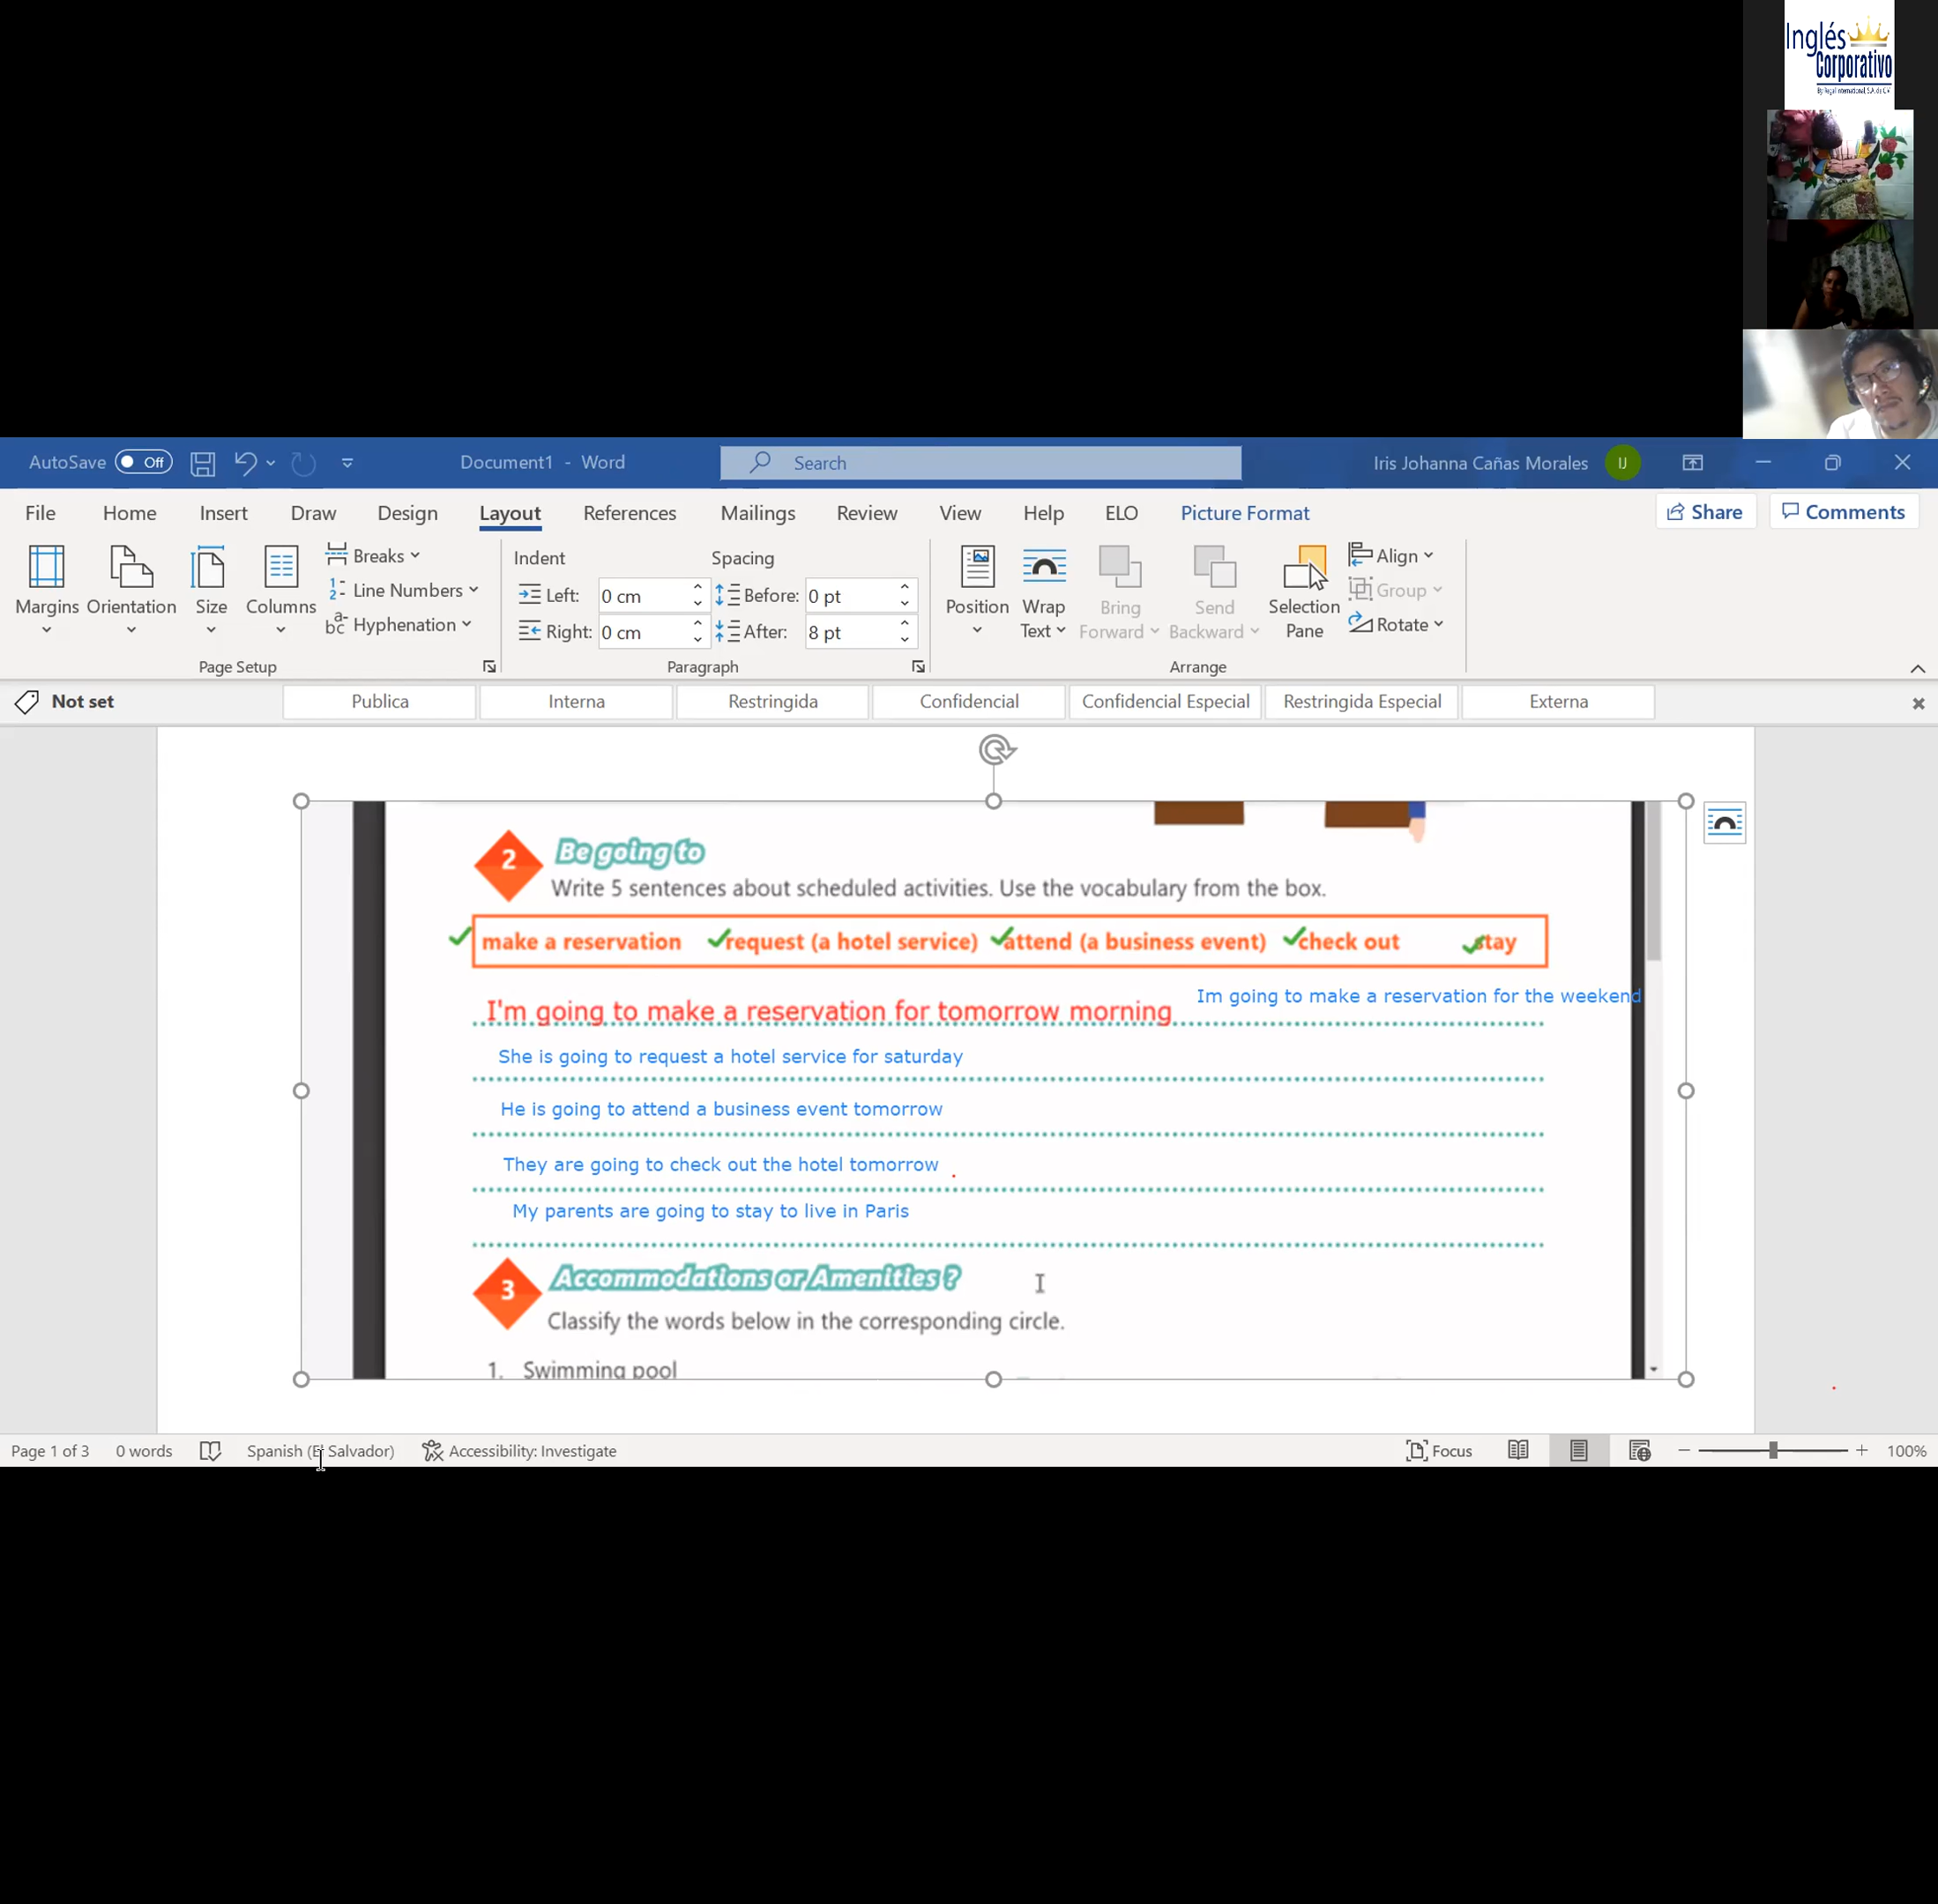 Inglés
Corporativo
By Regal International, S.A. de C.V.
AutoSave Off Document1 - Word Search Iris Johanna Cañas Morales IJ
File Home Insert Draw Design Layout References Mailings Review View Help ELO Picture Format Share Comments
Margins Orientation Size Columns
Breaks
Line Numbers
Hyphenation
Page Setup
Indent Spacing
Left: 0 cm Before: 0 pt
Right: 0 cm After: 8 pt
Paragraph
Position Wrap Text Bring Forward Send Backward Selection Pane
Align
Group
Rotate
Arrange
Not set Publica Interna Restringida Confidencial Confidencial Especial Restringida Especial Externa
2 Be going to
Write 5 sentences about scheduled activities. Use the vocabulary from the box.
make a reservation request (a hotel service) attend (a business event) check out stay
I'm going to make a reservation for tomorrow morning Im going to make a reservation for the weekend
She is going to request a hotel service for saturday
He is going to attend a business event tomorrow
They are going to check out the hotel tomorrow
My parents are going to stay to live in Paris
3 Accommodations or Amenities ?
Classify the words below in the corresponding circle.
1. Swimming pool
Page 1 of 3 0 words Spanish (El Salvador) Accessibility: Investigate Focus 100%